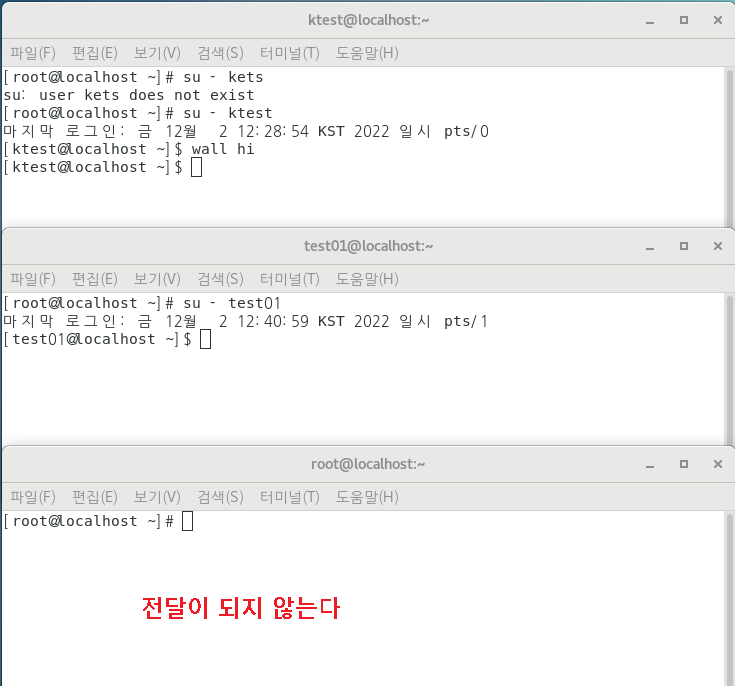 ktest@localhost:~
파일(F) 편집(E) 보기(V) 검색(S) 터미널(T) 도움말(H)
[root@localhost ~]# su - kets
su: user kets does not exist
[root@localhost ~]# su - ktest
마지막 로그인: 금 12월  2 12:28:54 KST 2022 일시 pts/0
[ktest@localhost ~]$ wall hi
[ktest@localhost ~]$
test01@localhost:~
파일(F) 편집(E) 보기(V) 검색(S) 터미널(T) 도움말(H)
[root@localhost ~]# su - test01
마지막 로그인: 금 12월  2 12:40:59 KST 2022 일시 pts/1
[test01@localhost ~]$
root@localhost:~
파일(F) 편집(E) 보기(V) 검색(S) 터미널(T) 도움말(H)
[root@localhost ~]#
전달이 되지 않는다